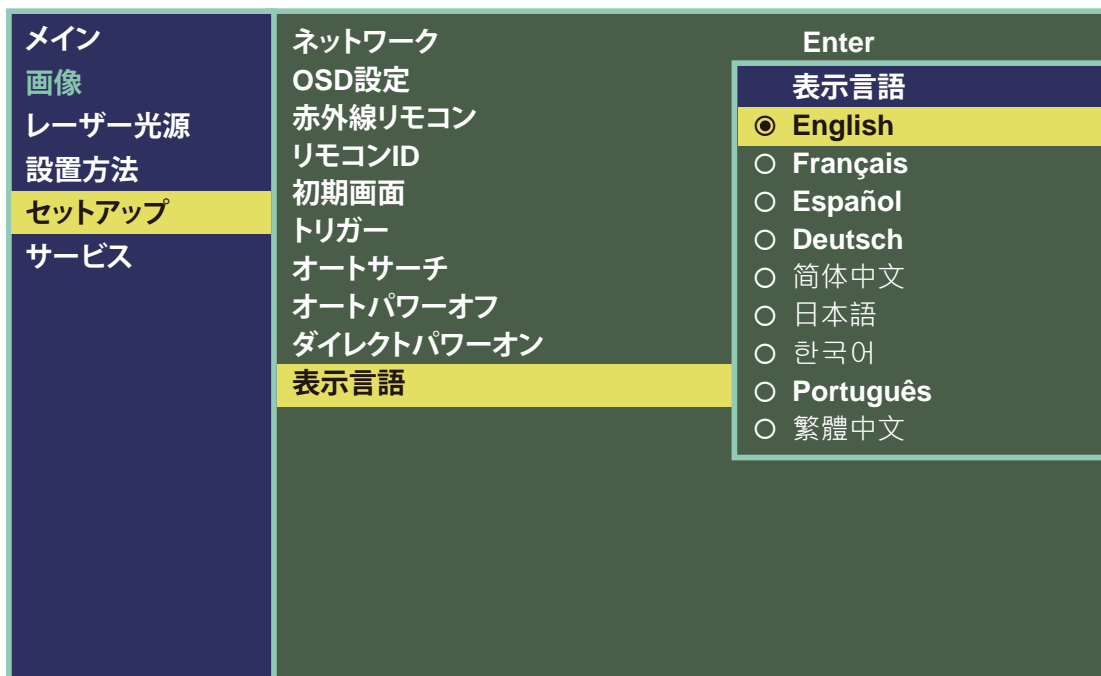 メイン
画像
レーザー光源
設置方法
セットアップ
サービス
ネットワーク
OSD設定
赤外線リモコン
リモコンID
初期画面
トリガー
オートサーチ
オートパワーオフ
ダイレクトパワーオン
表示言語
Enter
表示言語
English
Français
Español
Deutsch
简体中文
日本語
한국어
Português
繁體中文